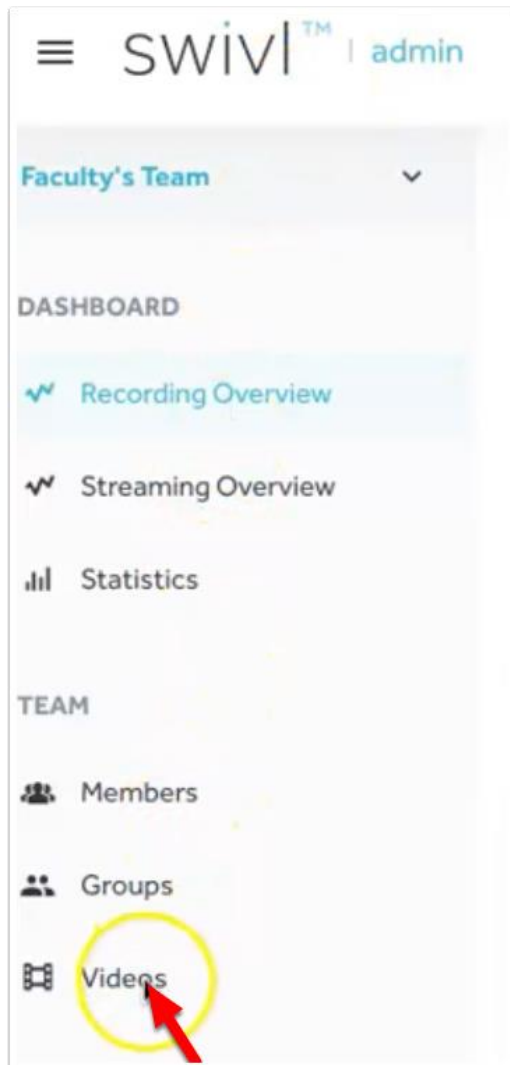 swivl™ | admin
Faculty's Team
DASHBOARD
Recording Overview
Streaming Overview
Statistics
TEAM
Members
Groups
Videos